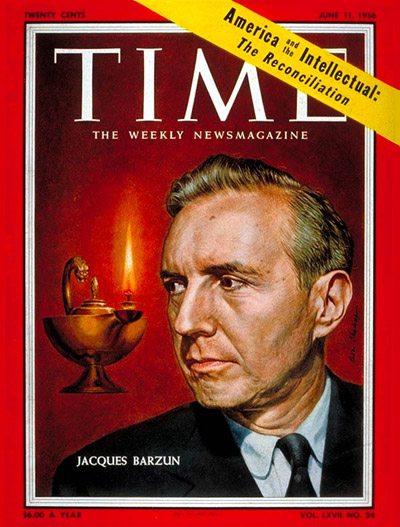 TWENTY CENTS
JUNE 11, 1956
America and the Intellectual:
The Reconciliation
TIME
THE WEEKLY NEWSMAGAZINE
JACQUES BARZUN
$6.00 A YEAR
VOL. LXVII NO. 24